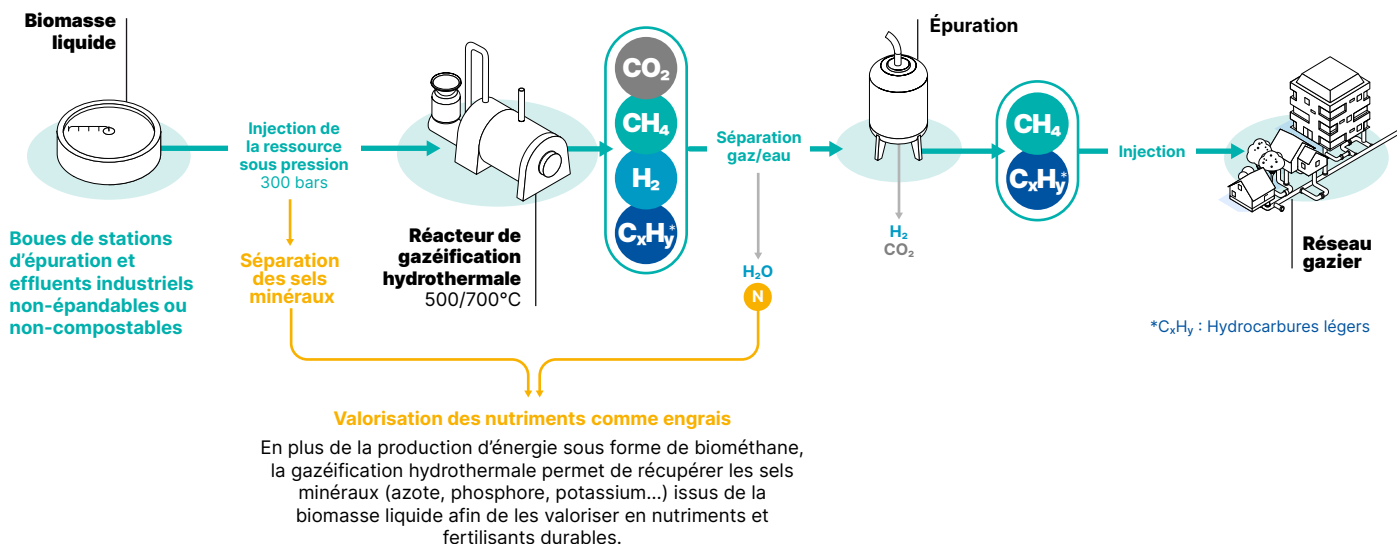 Biomasse
liquide
Boues de stations
d’épuration et
effluents industriels
non-épandables ou
non-compostables
Injection de
la ressource
sous pression
300 bars
Séparation
des sels
minéraux
Réacteur de
gazéification
hydrothermale
500/700°C
CO₂
CH₄
H₂
CₓHᵧ*
Séparation
gaz/eau
H₂O
N
Épuration
H₂
CO₂
CH₄
CₓHᵧ*
Injection
Réseau
gazier
*CₓHᵧ : Hydrocarbures légers
Valorisation des nutriments comme engrais
En plus de la production d’énergie sous forme de biométhane,
la gazéification hydrothermale permet de récupérer les sels
minéraux (azote, phosphore, potassium...) issus de la
biomasse liquide afin de les valoriser en nutriments et
fertilisants durables.